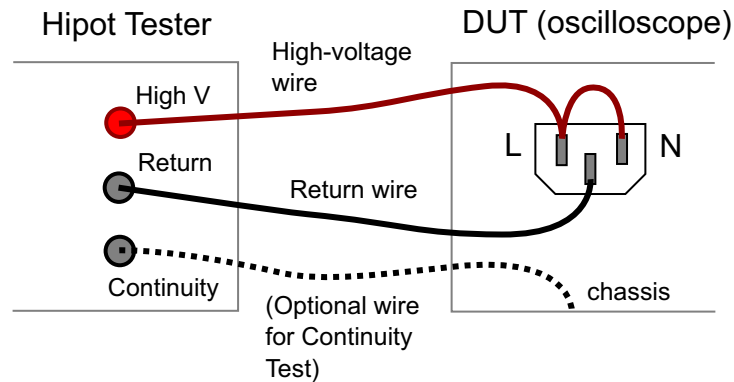 Hipot Tester
DUT (oscilloscope)
High-voltage
wire
High V
L
N
Return
Return wire
Continuity
(Optional wire
for Continuity
Test)
chassis